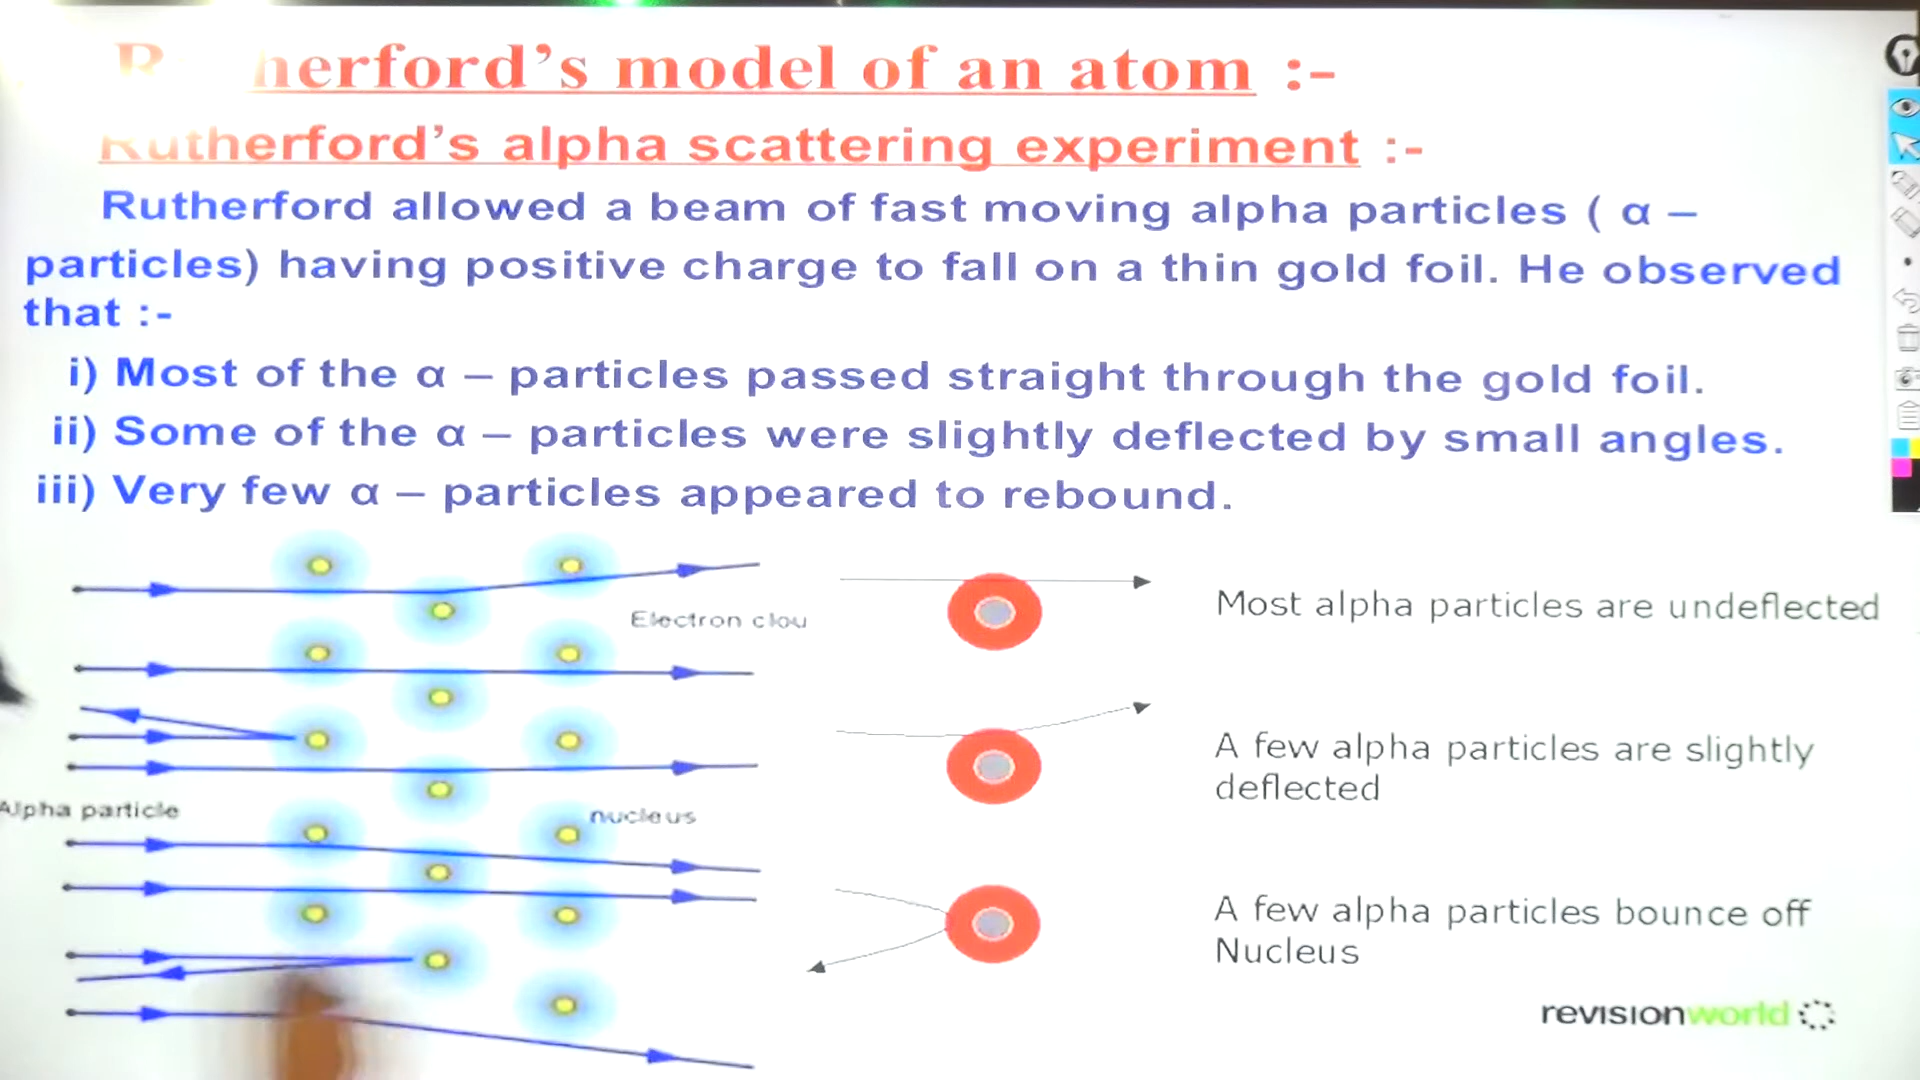 herford's model of an atom :-
Rutherford's alpha scattering experiment :-
Rutherford allowed a beam of fast moving alpha particles ( α –
particles) having positive charge to fall on a thin gold foil. He observed
that :-
i) Most of the α – particles passed straight through the gold foil.
ii) Some of the α – particles were slightly deflected by small angles.
iii) Very few α – particles appeared to rebound.
Electron clou
Most alpha particles are undeflected
A few alpha particles are slightly
deflected
Alpha particle
nucleus
A few alpha particles bounce off
Nucleus
revisionworld